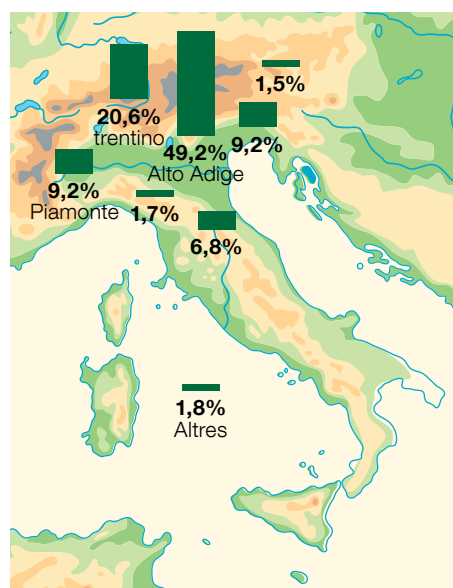 1,5%
20,6%
trentino
49,2%
Alto Adige
9,2%
9,2%
Piamonte
1,7%
6,8%
1,8%
Altres